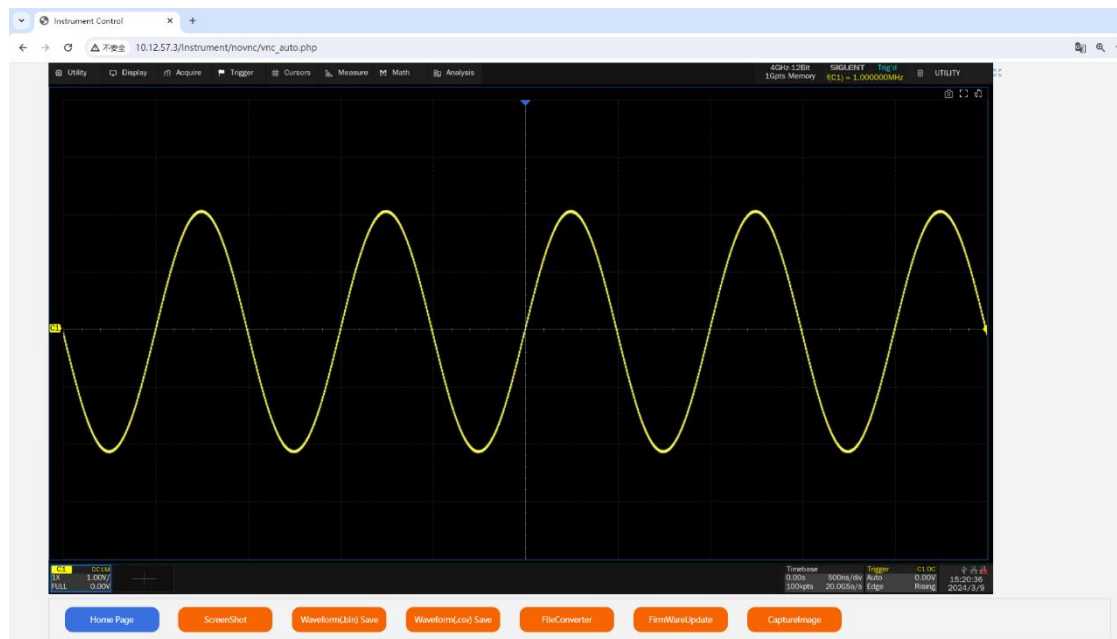 Instrument Control
不安全 10.12.57.3/Instrument/novnc/vnc_auto.php
Utility Display Acquire Trigger Cursors Measure Math Analysis
4GHz 12Bit SIGLENT Trig'd UTILITY
1Gpts Memory f(C1) = 1.000000MHz
C1
C1 DC1M
1X 1.00V/
FULL 0.00V
Timebase Trigger C1 DC
0.00s 500ns/div Auto 0.00V 15:20:36
100kpts 20.0GSa/s Edge Rising 2024/3/9
Home Page ScreenShot Waveform(.bin) Save Waveform(.csv) Save FileConverter FirmWareUpdate CaptureImage